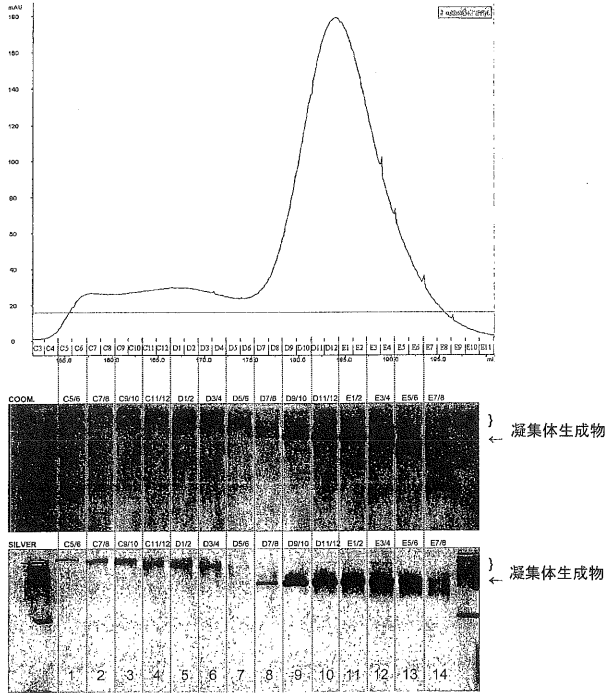 mAU
180
160
140
120
100
80
60
40
20
0
C3 C4 C5 C6 C7 C8 C9 C10 C11 C12 D1 D2 D3 D4 D5 D6 D7 D8 D9 D10 D11 D12 E1 E2 E3 E4 E5 E6 E7 E8 E9 E10 E11
165.0 170.0 175.0 180.0 185.0 190.0 195.0 ml
COOM. C5/6 C7/8 C9/10 C11/12 D1/2 D3/4 D5/6 D7/8 D9/10 D11/12 E1/2 E3/4 E5/6 E7/8
}
← 凝集体生成物
SILVER C5/6 C7/8 C9/10 C11/12 D1/2 D3/4 D5/6 D7/8 D9/10 D11/12 E1/2 E3/4 E5/6 E7/8
}
← 凝集体生成物
1 2 3 4 5 6 7 8 9 10 11 12 13 14